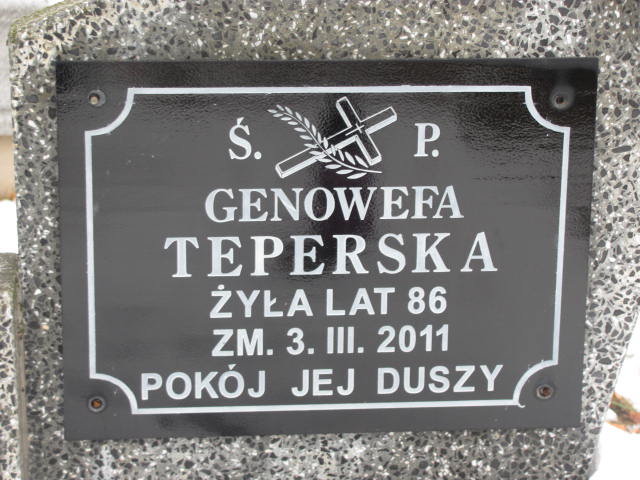 Ś. P.
GENOWEFA
TEPERSKA
ŻYŁA LAT 86
ZM. 3. III. 2011
POKÓJ JEJ DUSZY